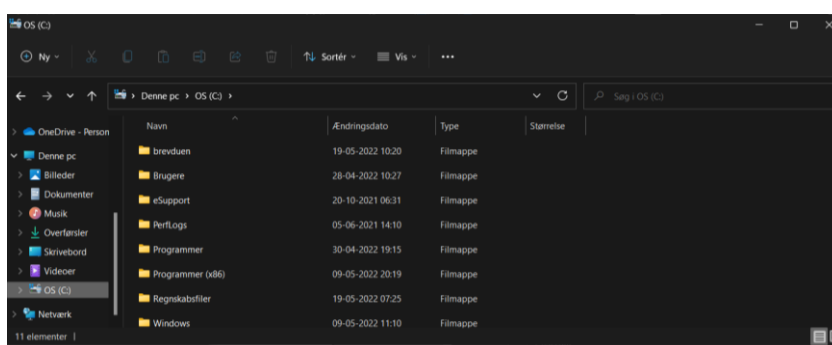 OS (C:)
Ny
Sortér
Vis
Denne pc > OS (C:) >
Søg i OS (C:)
OneDrive - Person
Denne pc
Billeder
Dokumenter
Musik
Overførsler
Skrivebord
Videoer
OS (C:)
Netværk
Navn Ændringsdato Type Størrelse
brevduen 19-05-2022 10:20 Filmappe
Brugere 28-04-2022 10:27 Filmappe
eSupport 20-10-2021 06:31 Filmappe
PerfLogs 05-06-2021 14:10 Filmappe
Programmer 30-04-2022 19:15 Filmappe
Programmer (x86) 09-05-2022 20:19 Filmappe
Regnskabsfiler 19-05-2022 07:25 Filmappe
Windows 09-05-2022 11:10 Filmappe
11 elementer